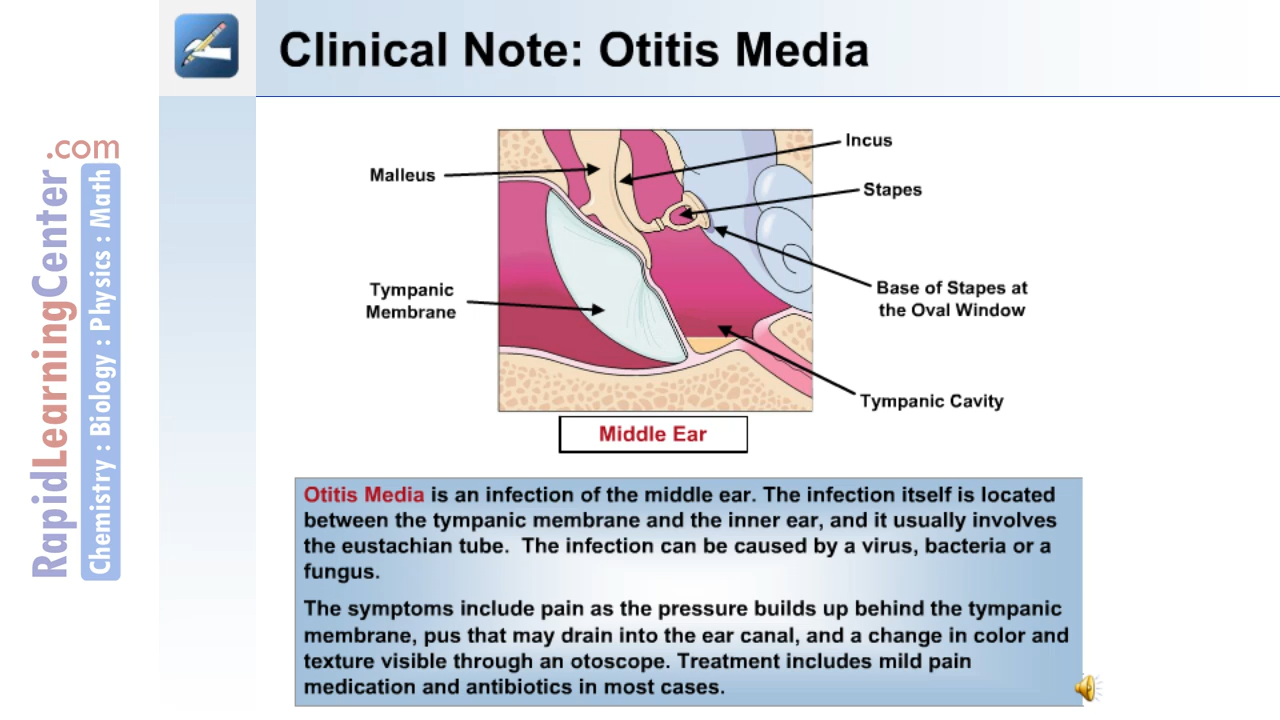 Clinical Note: Otitis Media
RapidLearningCenter.com
Chemistry : Biology : Physics : Math
Incus
Malleus
Stapes
Tympanic
Membrane
Base of Stapes at
the Oval Window
Tympanic Cavity
Middle Ear
Otitis Media is an infection of the middle ear. The infection itself is located
between the tympanic membrane and the inner ear, and it usually involves
the eustachian tube. The infection can be caused by a virus, bacteria or a
fungus.
The symptoms include pain as the pressure builds up behind the tympanic
membrane, pus that may drain into the ear canal, and a change in color and
texture visible through an otoscope. Treatment includes mild pain
medication and antibiotics in most cases.